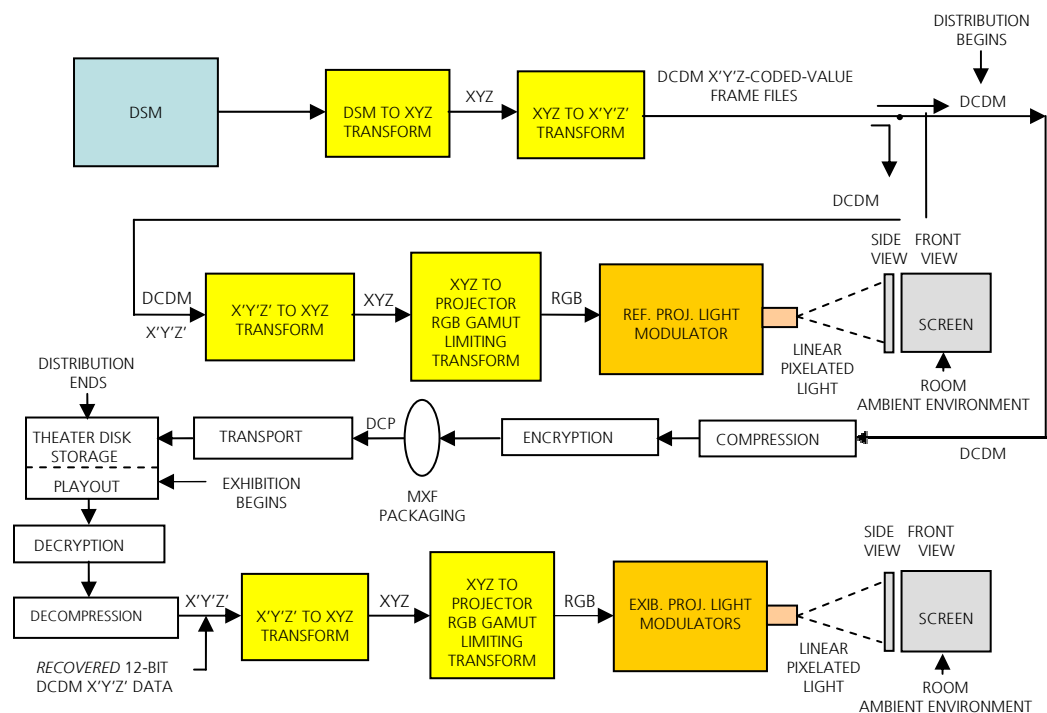 DISTRIBUTION
BEGINS
DSM
DSM TO XYZ
TRANSFORM
XYZ
XYZ TO X'Y'Z'
TRANSFORM
DCDM X'Y'Z-CODED-VALUE
FRAME FILES
DCDM
DCDM
SIDE
VIEW
FRONT
VIEW
DCDM
X'Y'Z'
X'Y'Z' TO XYZ
TRANSFORM
XYZ
XYZ TO
PROJECTOR
RGB GAMUT
LIMITING
TRANSFORM
RGB
REF. PROJ. LIGHT
MODULATOR
LINEAR
PIXELATED
LIGHT
SCREEN
ROOM
AMBIENT ENVIRONMENT
DISTRIBUTION
ENDS
THEATER DISK
STORAGE
PLAYOUT
TRANSPORT
DCP
MXF
PACKAGING
ENCRYPTION
COMPRESSION
DCDM
EXHIBITION
BEGINS
DECRYPTION
DECOMPRESSION
X'Y'Z'
RECOVERED 12-BIT
DCDM X'Y'Z' DATA
X'Y'Z' TO XYZ
TRANSFORM
XYZ
XYZ TO
PROJECTOR
RGB GAMUT
LIMITING
TRANSFORM
RGB
EXIB. PROJ. LIGHT
MODULATORS
LINEAR
PIXELATED
LIGHT
SIDE
VIEW
FRONT
VIEW
SCREEN
ROOM
AMBIENT ENVIRONMENT